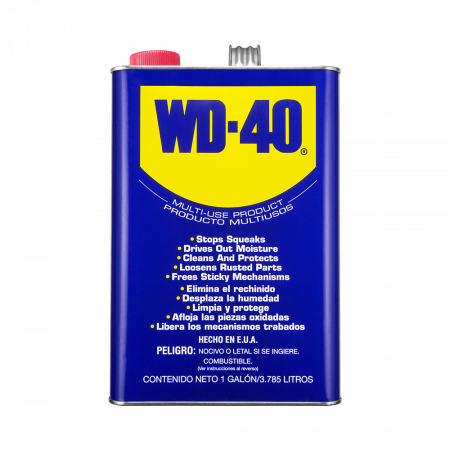 WD-40®
MULTI-USE PRODUCT
PRODUCTO MULTIUSOS
• Stops Squeaks
• Drives Out Moisture
• Cleans And Protects
• Loosens Rusted Parts
• Frees Sticky Mechanisms
• Elimina el rechinido
• Desplaza la humedad
• Limpia y protege
• Afloja las piezas oxidadas
• Libera los mecanismos trabados
HECHO EN E.U.A.
PELIGRO: NOCIVO O LETAL SI SE INGIERE.
COMBUSTIBLE.
(Ver instrucciones al reverso)
CONTENIDO NETO 1 GALÓN/3.785 LITROS